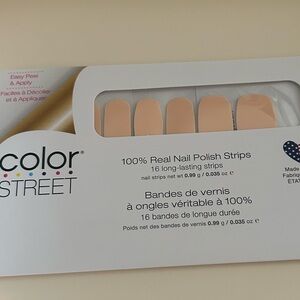 Easy Peel
& Apply
Faciles à Décoller
et à Appliquer
color
STREET
100% Real Nail Polish Strips
16 long-lasting strips
nail strips net wt 0.99 g / 0.035 oz ℮
Bandes de vernis
à ongles véritable à 100%
16 bandes de longue durée
Poids net des bandes de vernis 0.99 g / 0.035 oz ℮
Made
Fabriq
ÉTAT